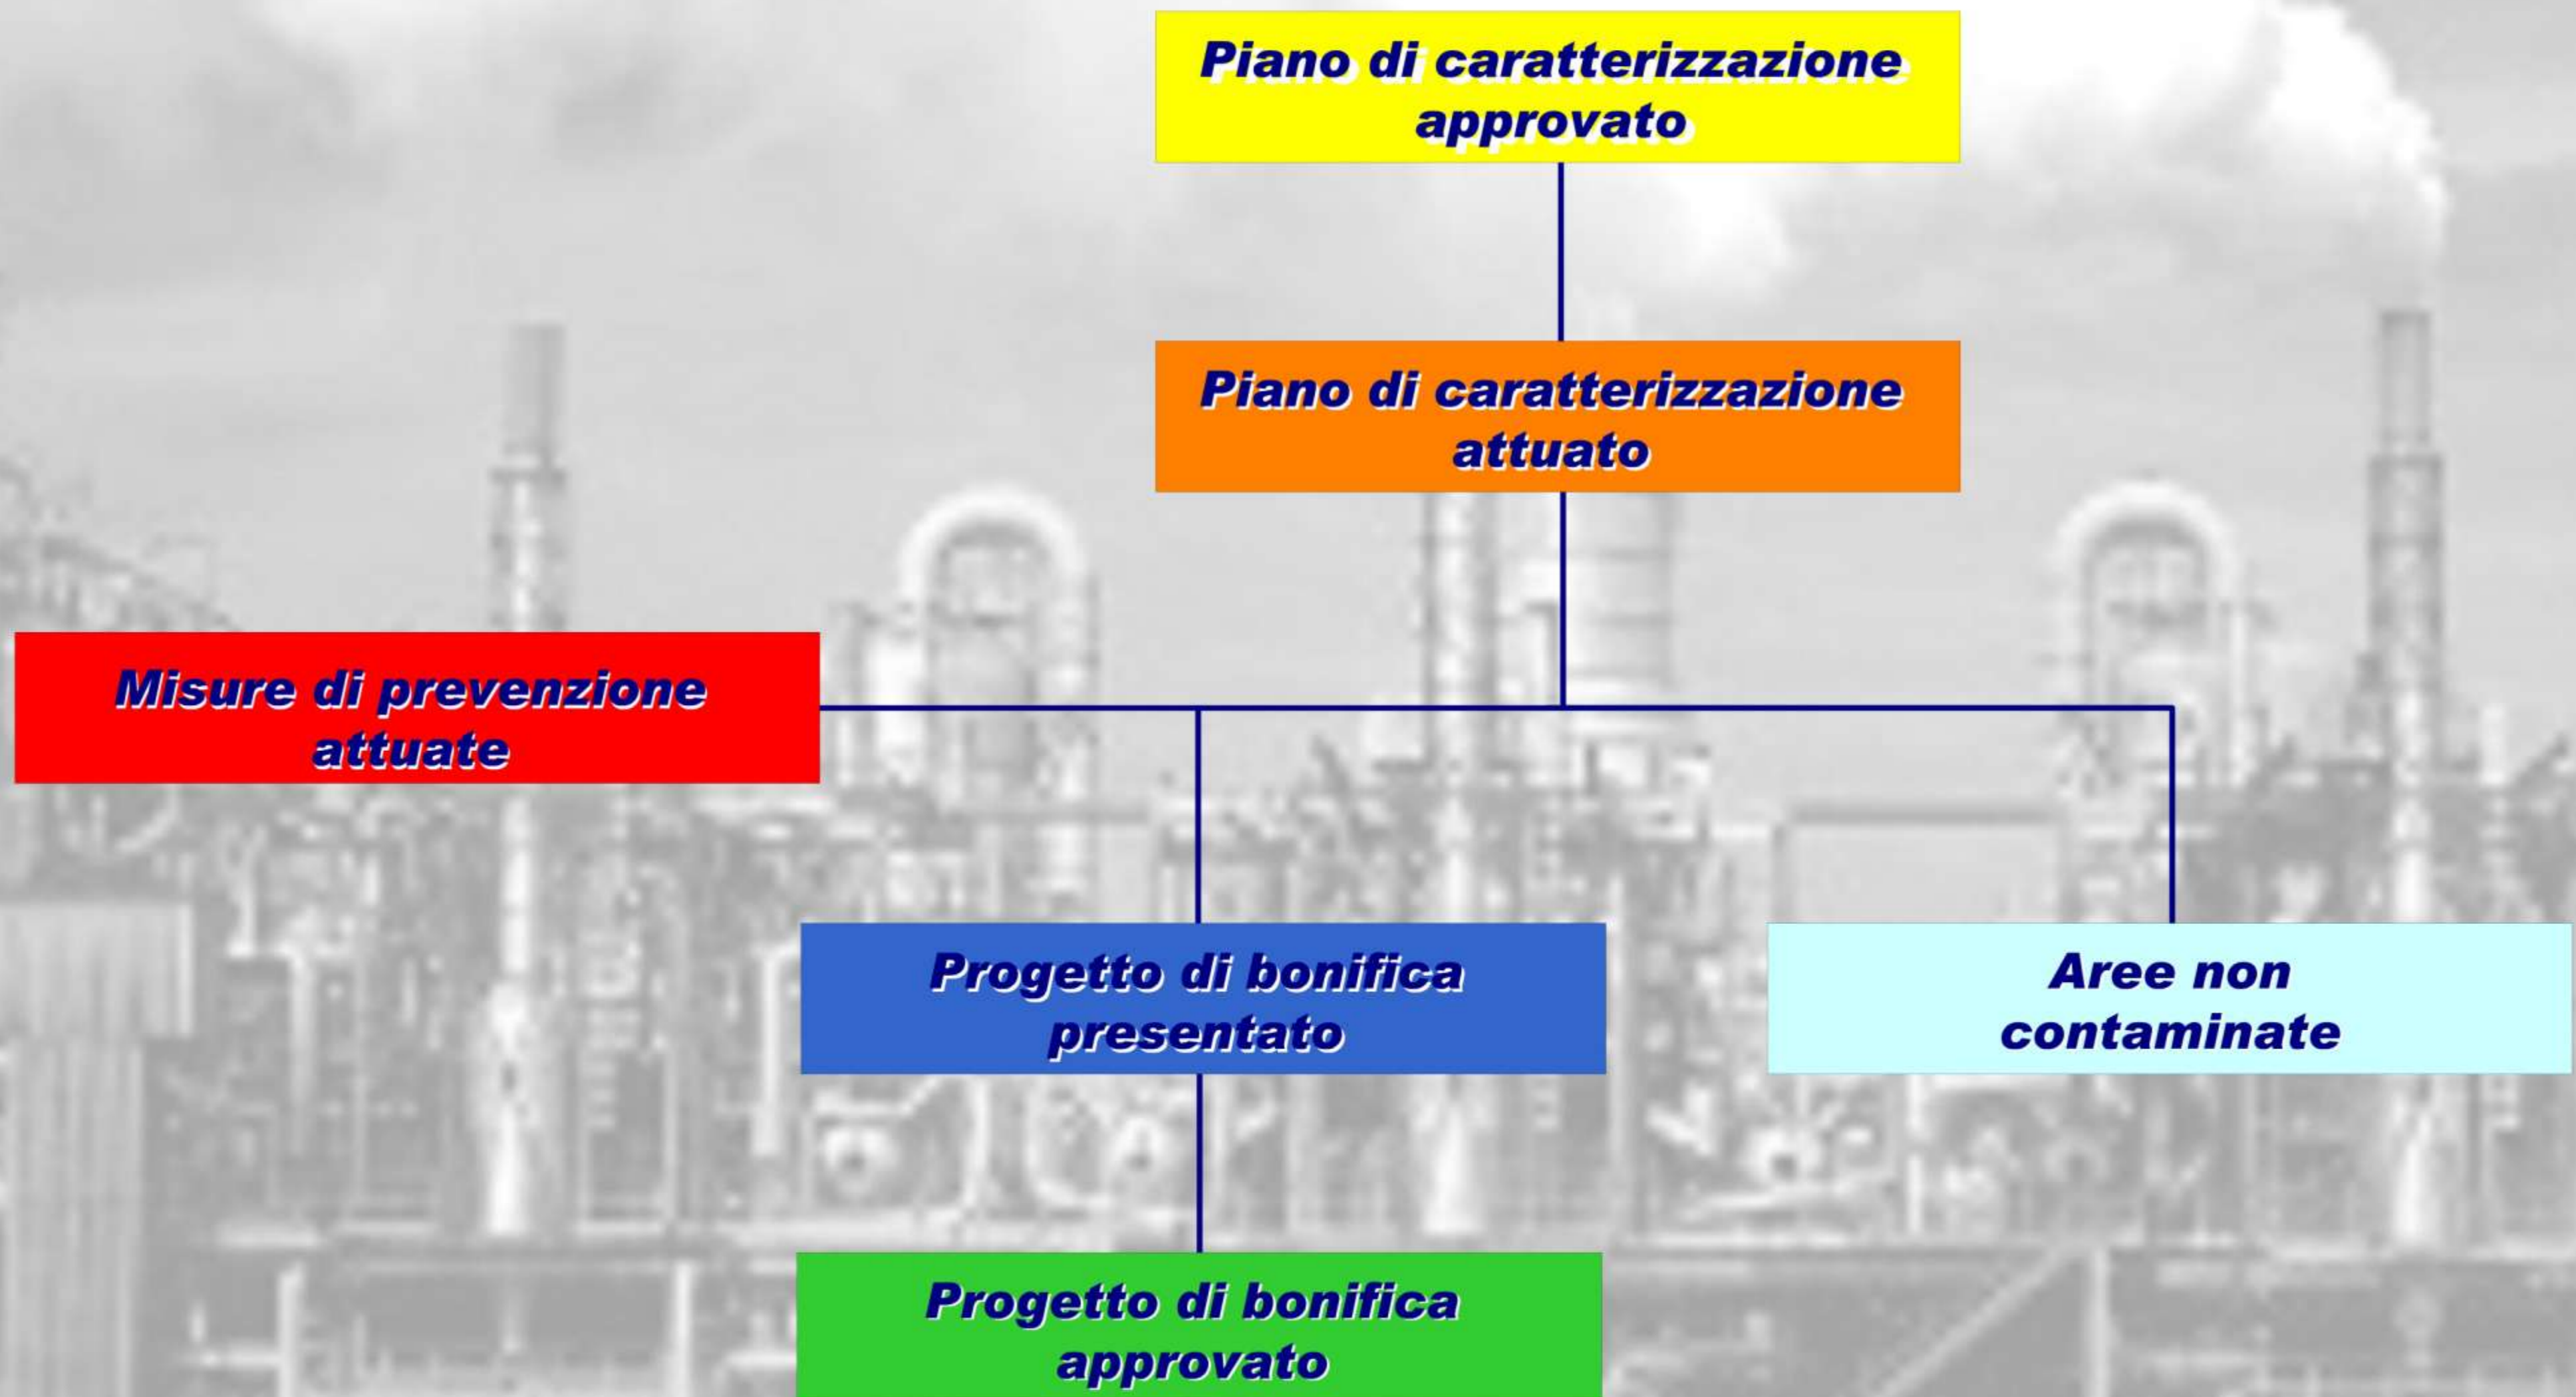 Piano di caratterizzazione
approvato
Piano di caratterizzazione
attuato
Misure di prevenzione
attuate
Progetto di bonifica
presentato
Aree non
contaminate
Progetto di bonifica
approvato